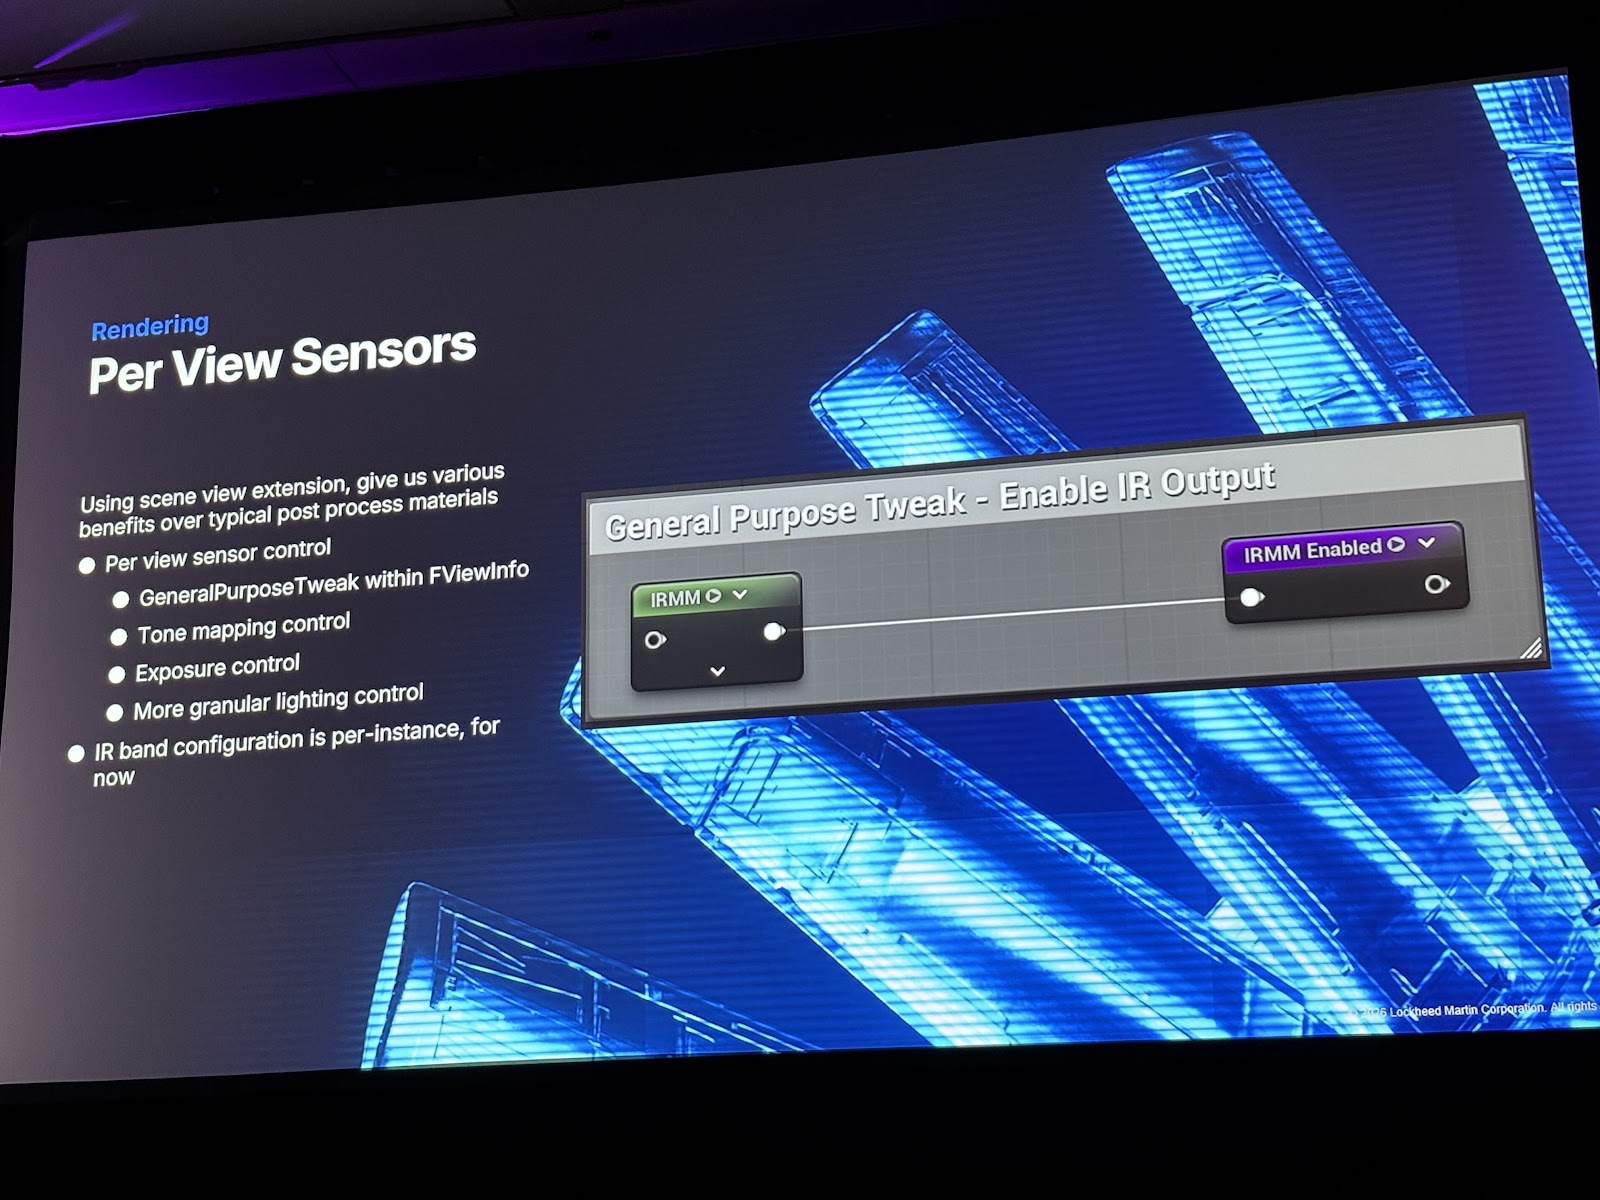 Rendering
Per View Sensors
Using scene view extension, give us various
benefits over typical post process materials
Per view sensor control
GeneralPurposeTweak within FViewInfo
Tone mapping control
Exposure control
More granular lighting control
IR band configuration is per-instance, for
now
General Purpose Tweak - Enable IR Output
IRMM
IRMM Enabled
Lockheed Martin Corporation. All rights